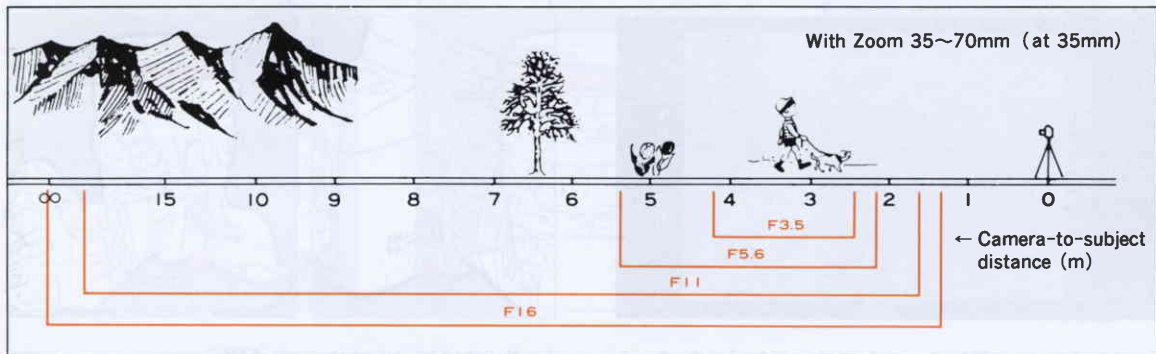 With Zoom 35~70mm (at 35mm)
∞ 15 10 9 8 7 6 5 4 3 2 1 0
F3.5
← Camera-to-subject
distance (m)
F5.6
F11
F16